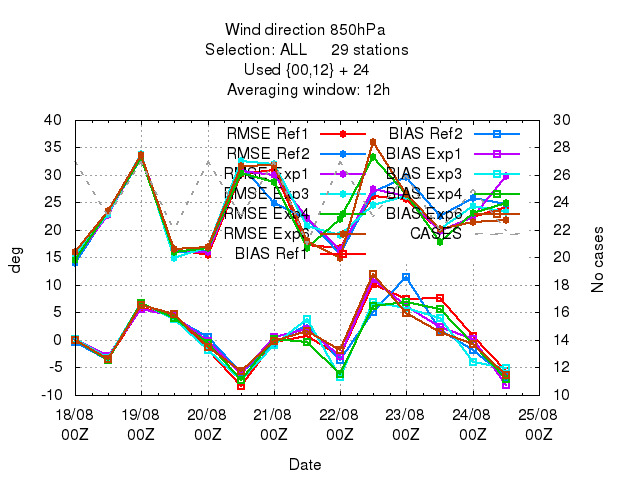 Wind direction 850hPa
Selection: ALL 29 stations
Used {00,12} + 24
Averaging window: 12h
40 30
35 28
30 26
25 24
20 22
15 20
10 18
5 16
0 14
-5 12
-10 10
deg
No cases
RMSE Ref1 BIAS Ref2
RMSE Ref2 BIAS Exp1
RMSE Exp1 BIAS Exp3
RMSE Exp3 BIAS Exp4
RMSE Exp4 BIAS Exp6
RMSE Exp6 CASES
BIAS Ref1
18/08 19/08 20/08 21/08 22/08 23/08 24/08 25/08
00Z 00Z 00Z 00Z 00Z 00Z 00Z 00Z
Date